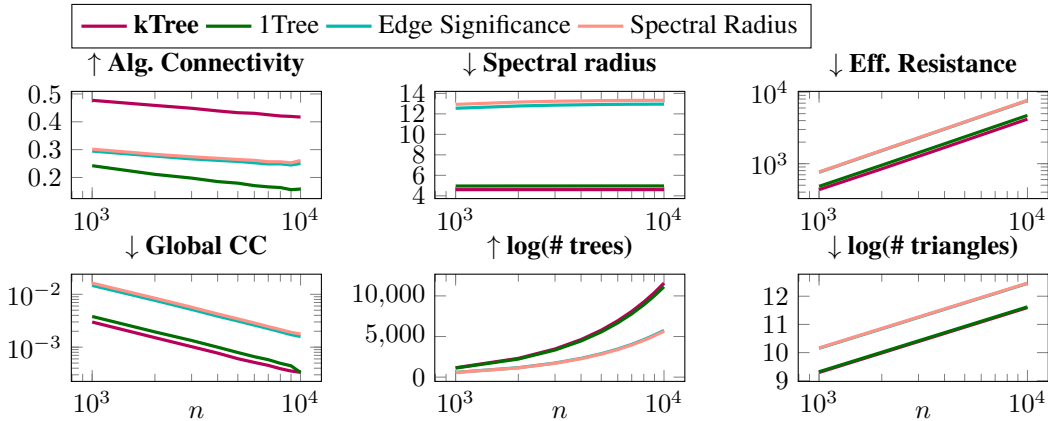 kTree 1Tree Edge Significance Spectral Radius
↑ Alg. Connectivity ↓ Spectral radius ↓ Eff. Resistance
0.5 14 10^4
0.4 12
0.3 10
8 10^3
0.2 6
4
10^3 10^4 10^3 10^4 10^3 10^4
↓ Global CC ↑ log(# trees) ↓ log(# triangles)
10^−2 10,000 12
11
5,000
10^−3 10
0 9
10^3 10^4 10^3 10^4 10^3 10^4
n n n